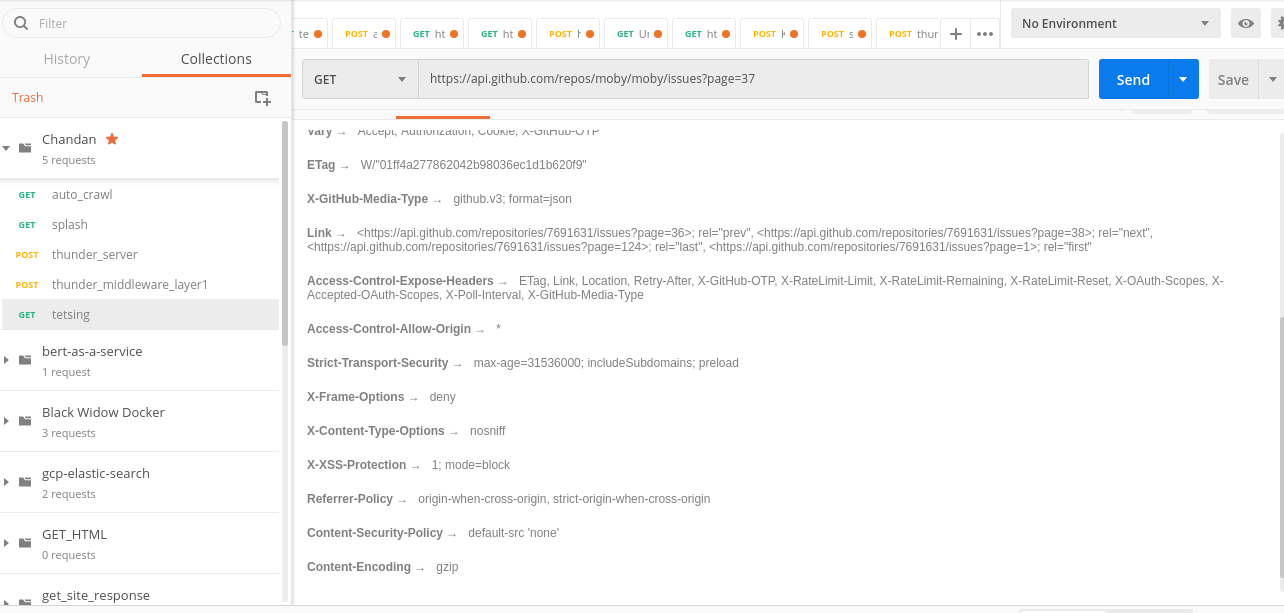 Filter
History Collections
Trash
Chandan
5 requests
GET auto_crawl
GET splash
POST thunder_server
POST thunder_middleware_layer1
GET tetsing
bert-as-a-service
1 request
Black Widow Docker
3 requests
gcp-elastic-search
2 requests
GET_HTML
0 requests
get_site_response
te POST GET ht GET ht POST GET GET ht POST POST s POST thur + ••• No Environment
GET https://api.github.com/repos/moby/moby/issues?page=37 Send Save
Vary → Accept, Authorization, Cookie, X-GitHub-OTP
ETag → W/"01ff4a277862042b98036ec1d1b620f9"
X-GitHub-Media-Type → github.v3; format=json
Link → <https://api.github.com/repositories/7691631/issues?page=36>; rel="prev", <https://api.github.com/repositories/7691631/issues?page=38>; rel="next",
<https://api.github.com/repositories/7691631/issues?page=124>; rel="last", <https://api.github.com/repositories/7691631/issues?page=1>; rel="first"
Access-Control-Expose-Headers → ETag, Link, Location, Retry-After, X-GitHub-OTP, X-RateLimit-Limit, X-RateLimit-Remaining, X-RateLimit-Reset, X-OAuth-Scopes, X-
Accepted-OAuth-Scopes, X-Poll-Interval, X-GitHub-Media-Type
Access-Control-Allow-Origin → *
Strict-Transport-Security → max-age=31536000; includeSubdomains; preload
X-Frame-Options → deny
X-Content-Type-Options → nosniff
X-XSS-Protection → 1; mode=block
Referrer-Policy → origin-when-cross-origin, strict-origin-when-cross-origin
Content-Security-Policy → default-src 'none'
Content-Encoding → gzip